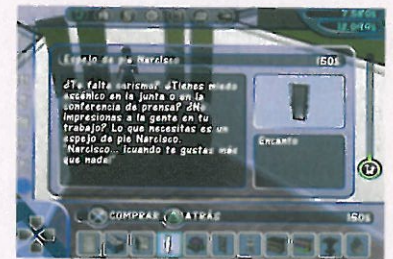 Espejo de pie Narciso 150$
¿Te falta carisma? ¿Tienes miedo
escénico en la junta o en la
conferencia de prensa? ¿No
impresionas a la gente en tu
trabajo? Lo que necesitas es un
espejo de pie Narciso.
"Narciso... ¡cuando te gustas más
que nada!
Encanto
COMPRAR ATRÁS 150$